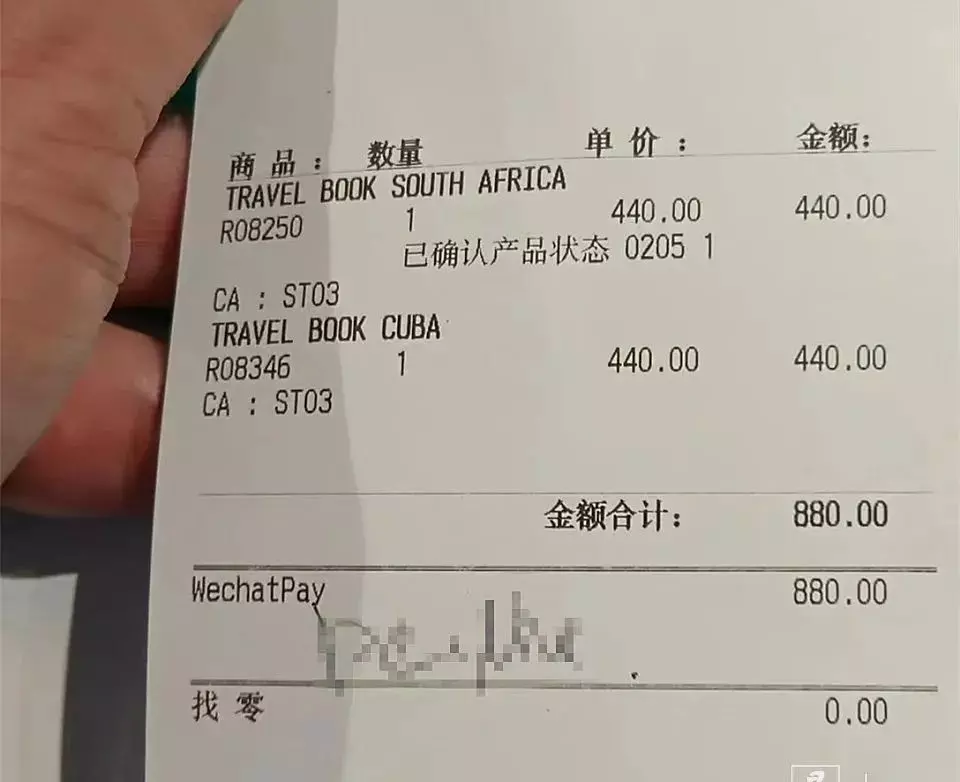 商品： 数量 单价： 金额：
TRAVEL BOOK SOUTH AFRICA
R08250 1 440.00 440.00
已确认产品状态 0205 1
CA : ST03
TRAVEL BOOK CUBA
R08346 1 440.00 440.00
CA : ST03
金额合计： 880.00
WechatPay 880.00
找零 0.00